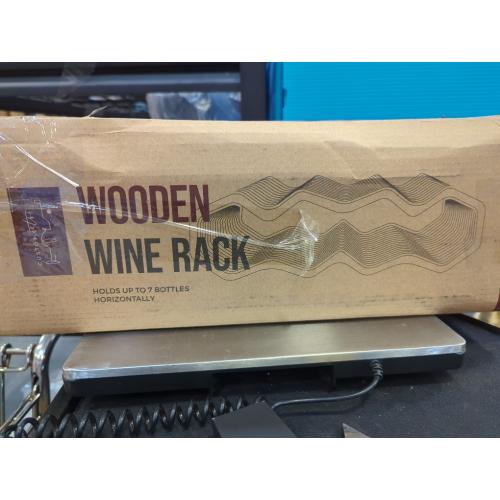 WOODEN
WINE RACK
HOLDS UP TO 7 BOTTLES
HORIZONTALLY